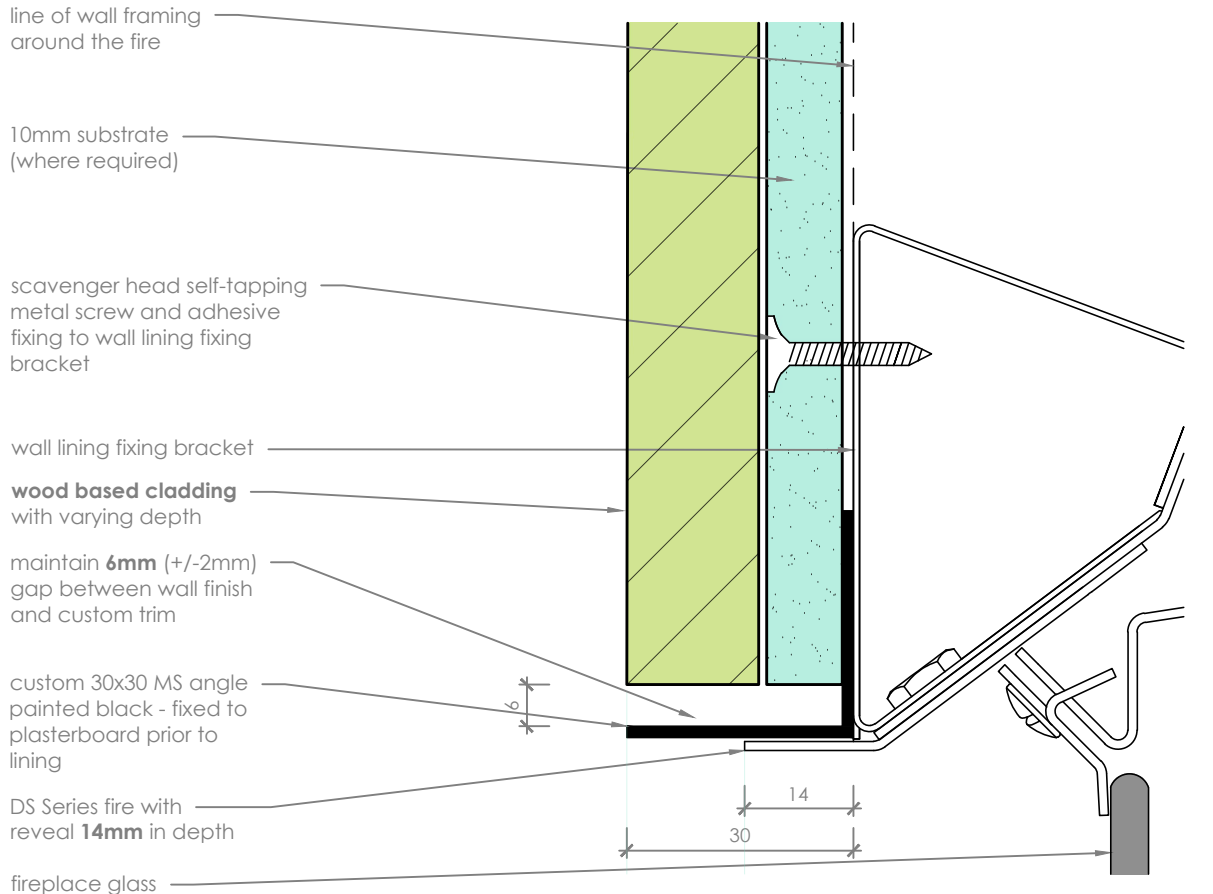 line of wall framing
around the fire
10mm substrate
(where required)
scavenger head self-tapping
metal screw and adhesive
fixing to wall lining fixing
bracket
wall lining fixing bracket
wood based cladding
with varying depth
maintain 6mm (+/-2mm)
gap between wall finish
and custom trim
custom 30x30 MS angle
painted black - fixed to
plasterboard prior to
lining
DS Series fire with
reveal 14mm in depth
fireplace glass
6
14
30